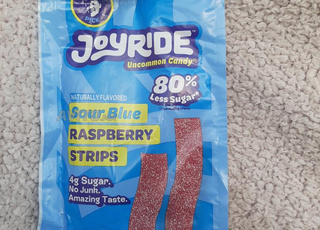 JOYRIDE
Uncommon Candy
80%
Less Sugar*
NATURALLY FLAVORED
Sour Blue
RASPBERRY
STRIPS
4g Sugar.
No Junk.
Amazing Taste.